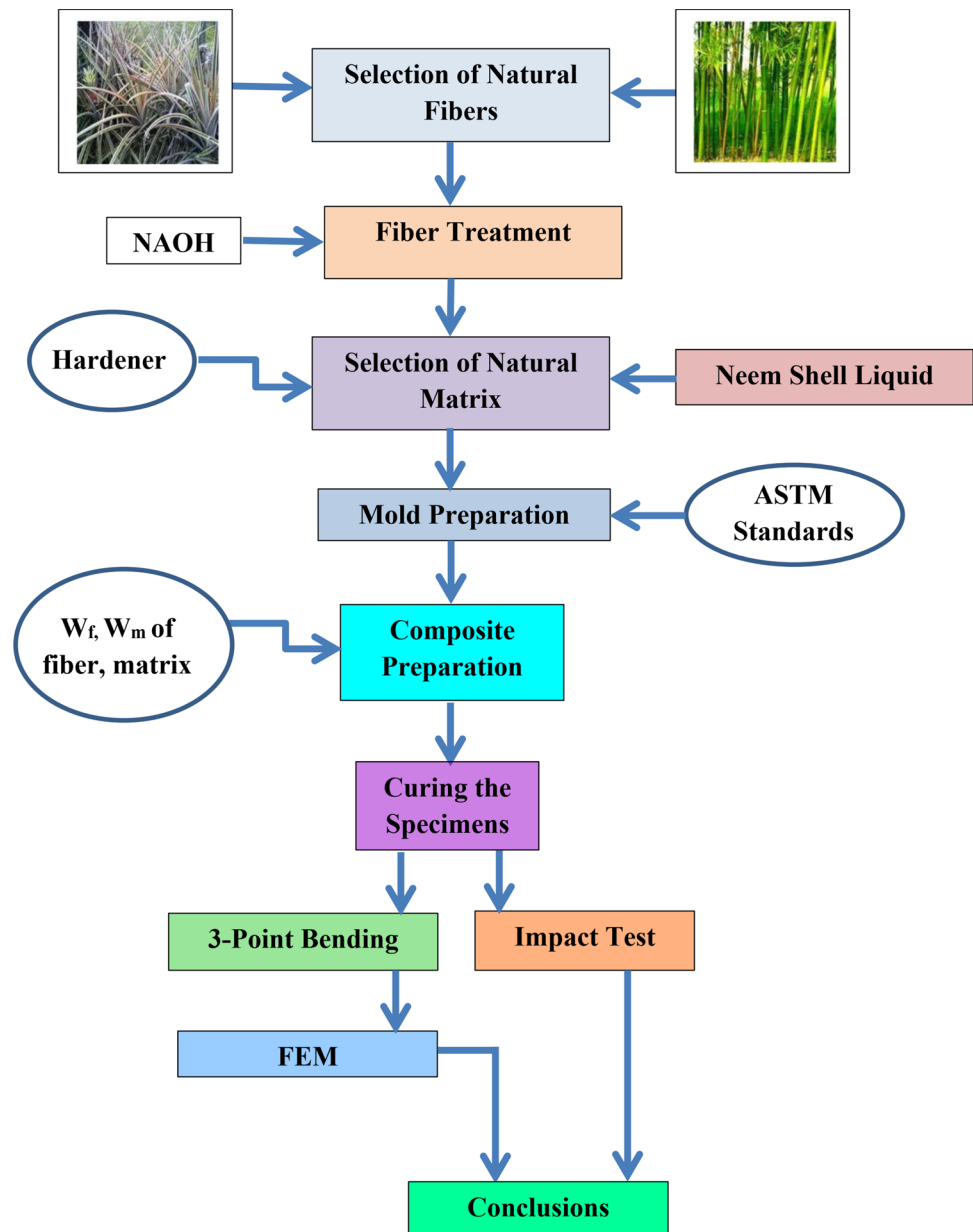 Selection of Natural
Fibers
NAOH
Fiber Treatment
Hardener
Selection of Natural
Matrix
Neem Shell Liquid
Mold Preparation
ASTM
Standards
Wf, Wm of
fiber, matrix
Composite
Preparation
Curing the
Specimens
3-Point Bending
Impact Test
FEM
Conclusions